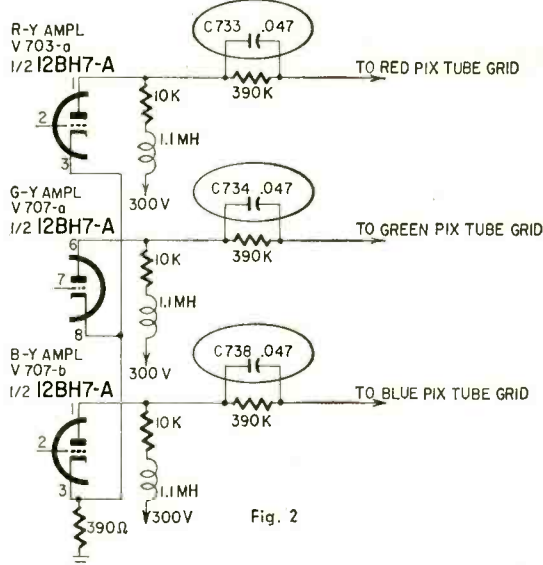 R-Y AMPL
V 703-a
1/2 12BH7-A
C733 .047
1
10K
390K
TO RED PIX TUBE GRID
2
1.1MH
3
300V
G-Y AMPL
V 707-a
1/2 12BH7-A
C734 .047
6
10K
390K
TO GREEN PIX TUBE GRID
7
1.1MH
8
300V
B-Y AMPL
V 707-b
1/2 12BH7-A
C738 .047
1
10K
390K
TO BLUE PIX TUBE GRID
2
1.1MH
3
300V
390Ω
Fig. 2